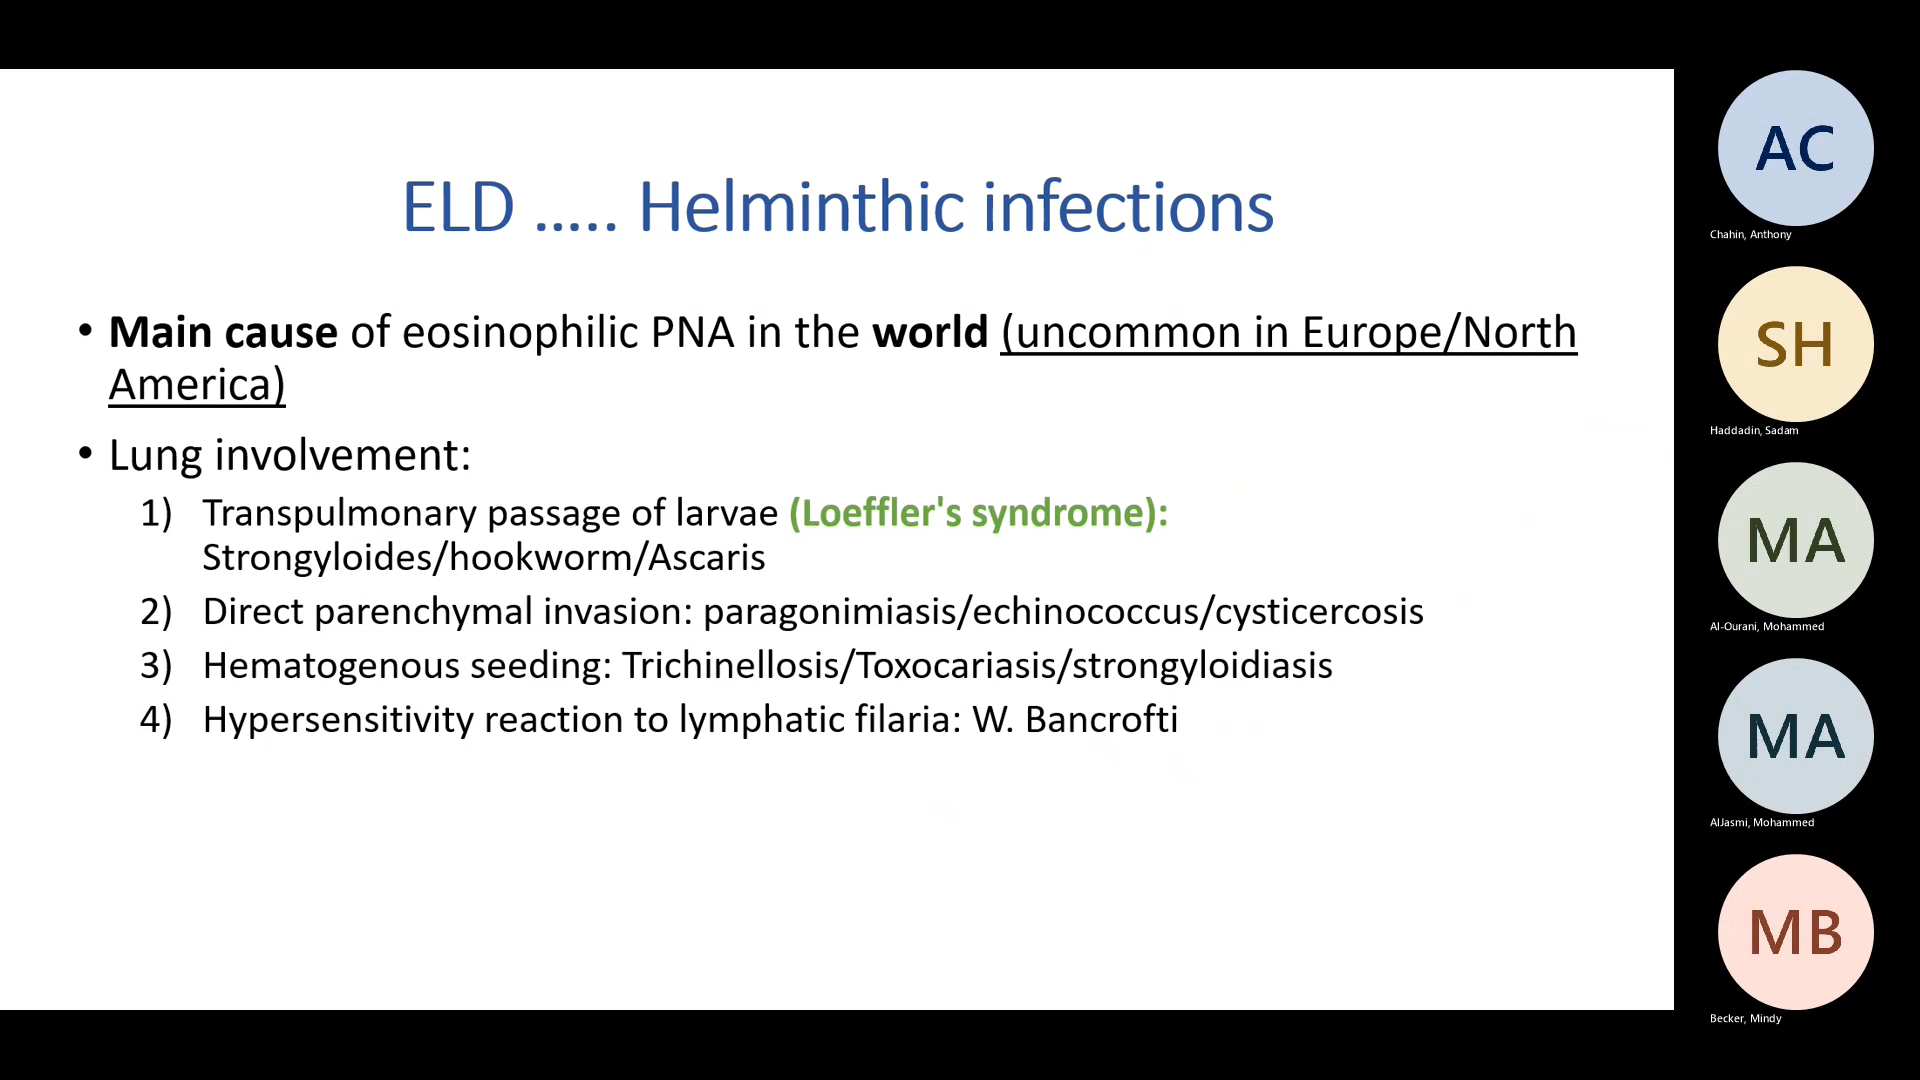 ELD ..... Helminthic infections
• Main cause of eosinophilic PNA in the world (uncommon in Europe/North
America)
• Lung involvement:
1) Transpulmonary passage of larvae (Loeffler's syndrome):
Strongyloides/hookworm/Ascaris
2) Direct parenchymal invasion: paragonimiasis/echinococcus/cysticercosis
3) Hematogenous seeding: Trichinellosis/Toxocariasis/strongyloidiasis
4) Hypersensitivity reaction to lymphatic filaria: W. Bancrofti
AC
Chahin, Anthony
SH
Haddadin, Sadam
MA
Al-Ourani, Mohammed
MA
AlJasmi, Mohammed
MB
Becker, Mindy